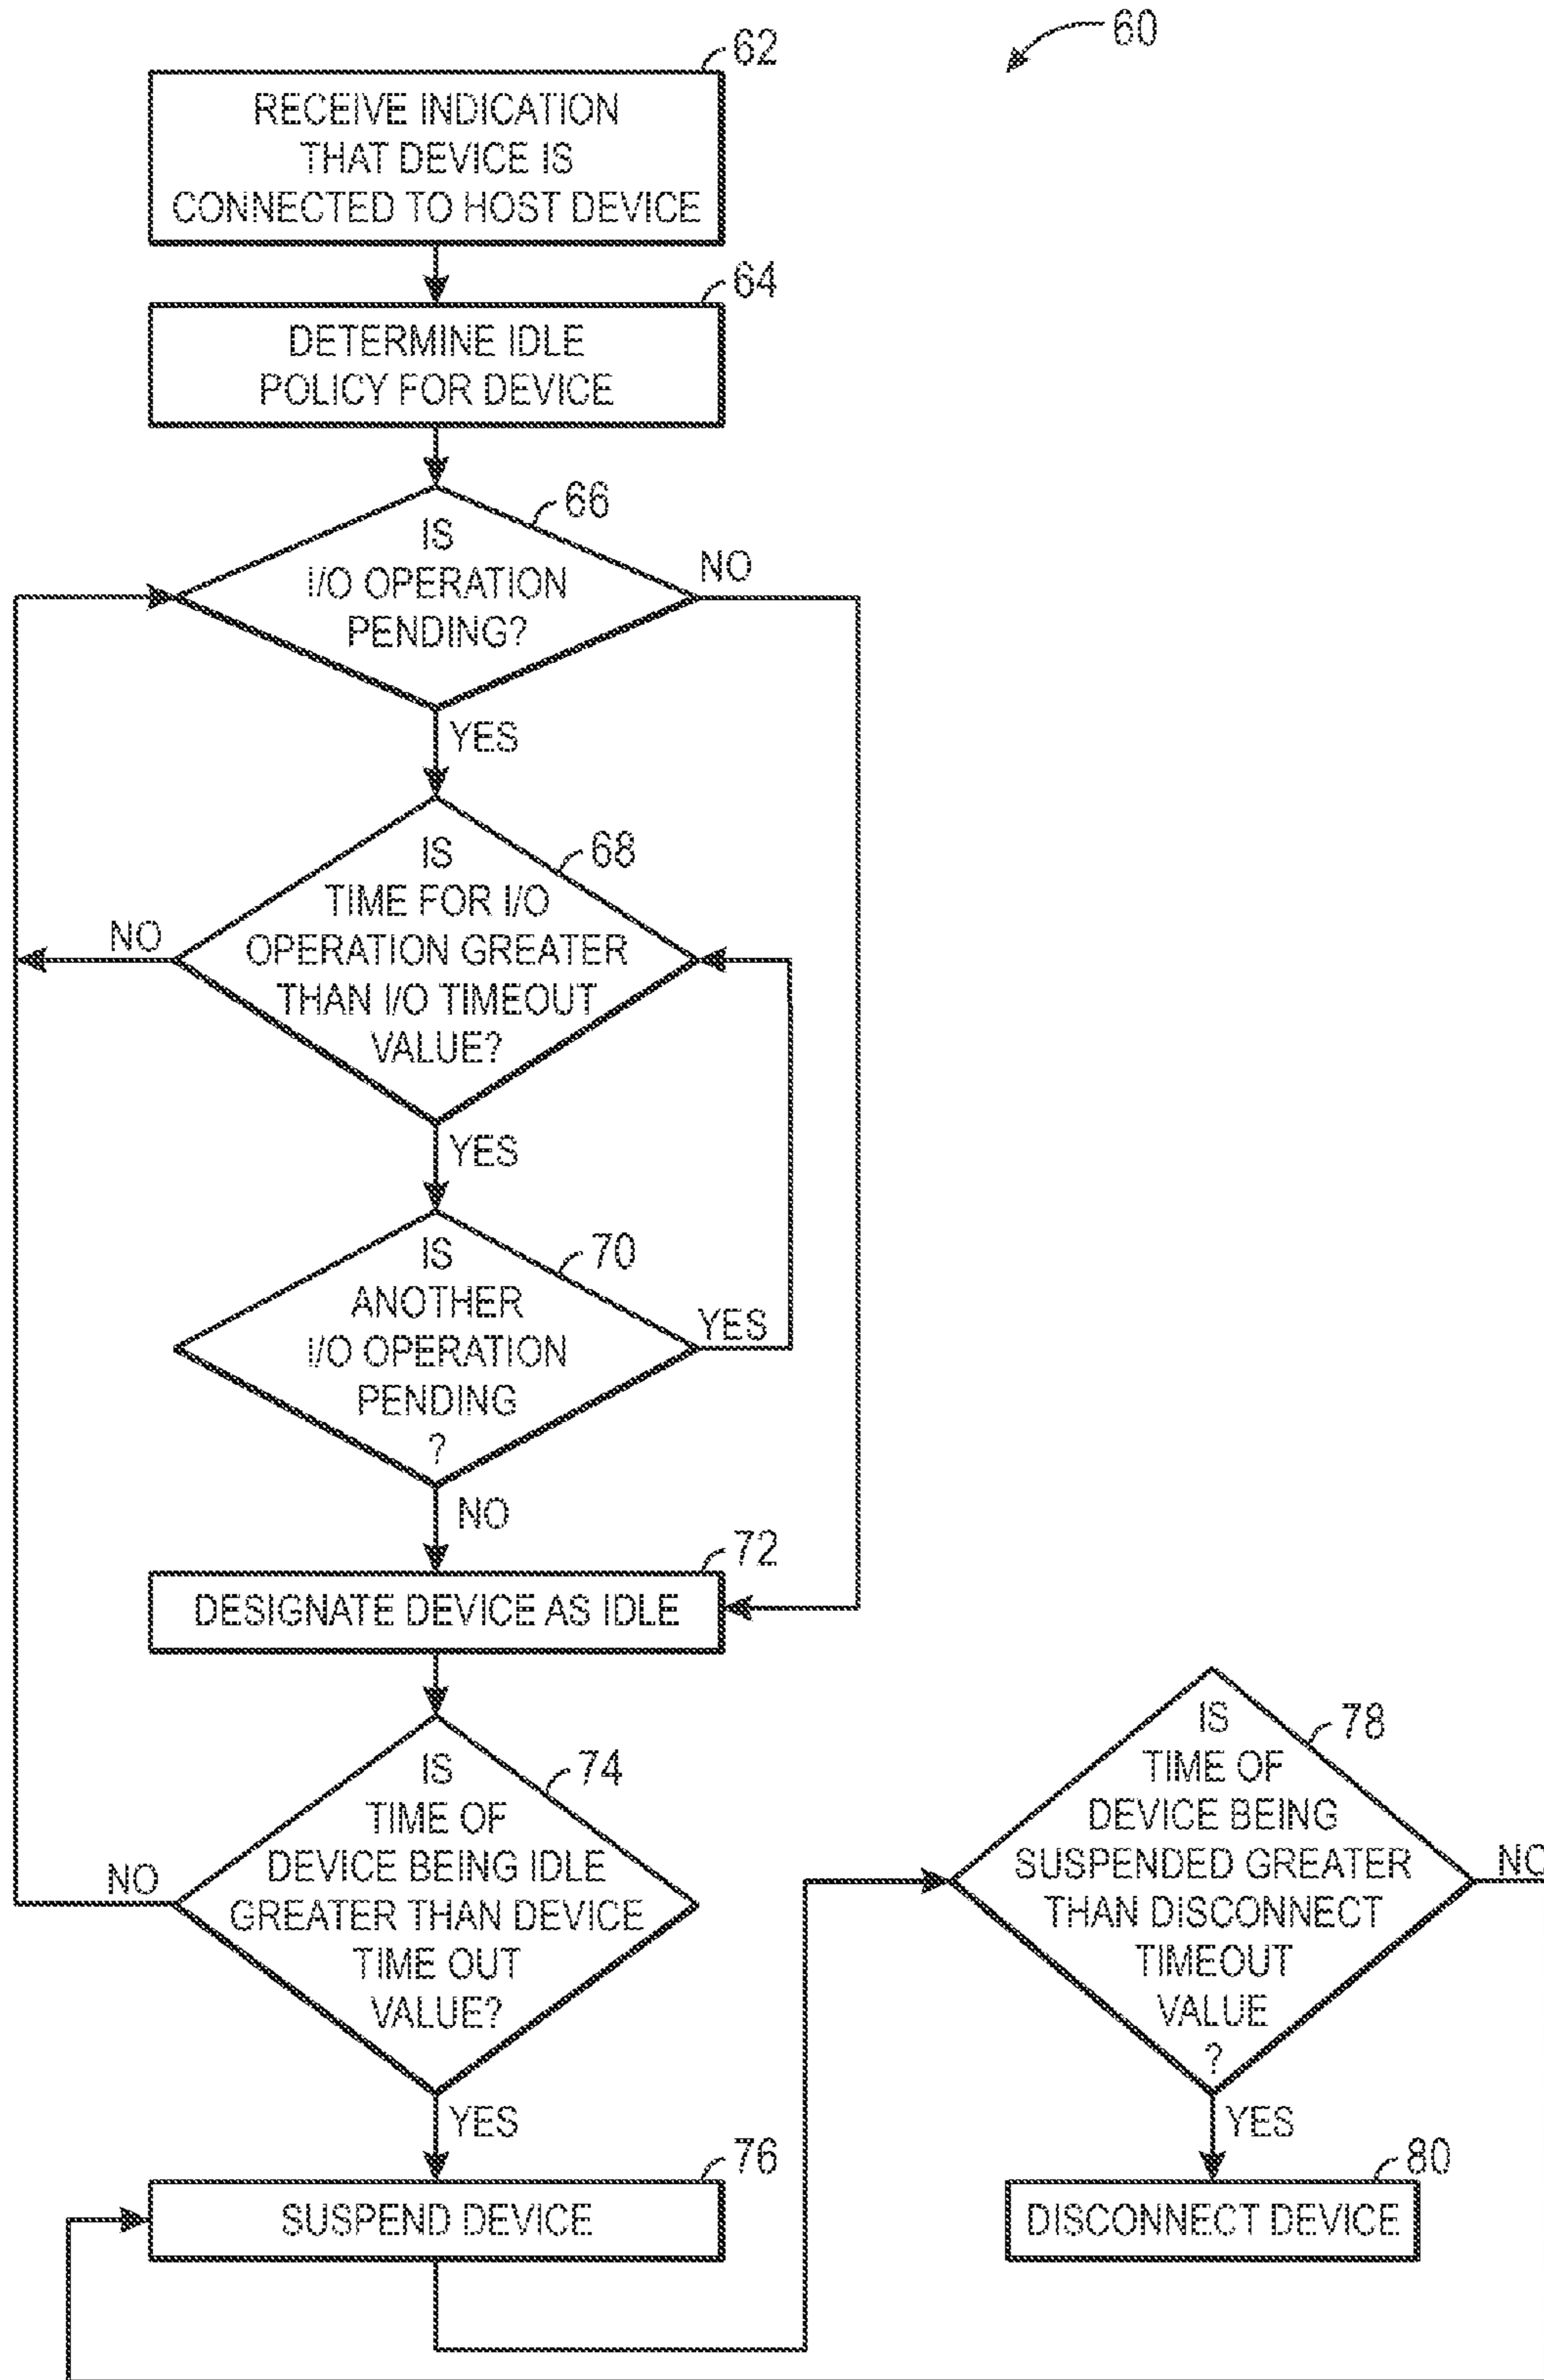 60
62
RECEIVE INDICATION
THAT DEVICE IS
CONNECTED TO HOST DEVICE
64
DETERMINE IDLE
POLICY FOR DEVICE
66
IS
I/O OPERATION
PENDING?
NO
YES
68
IS
TIME FOR I/O
OPERATION GREATER
THAN I/O TIMEOUT
VALUE?
NO
YES
70
IS
ANOTHER
I/O OPERATION
PENDING
?
YES
NO
72
DESIGNATE DEVICE AS IDLE
74
IS
TIME OF
DEVICE BEING IDLE
GREATER THAN DEVICE
TIME OUT
VALUE?
NO
YES
76
SUSPEND DEVICE
78
IS
TIME OF
DEVICE BEING
SUSPENDED GREATER
THAN DISCONNECT
TIMEOUT
VALUE
?
NO
YES
80
DISCONNECT DEVICE